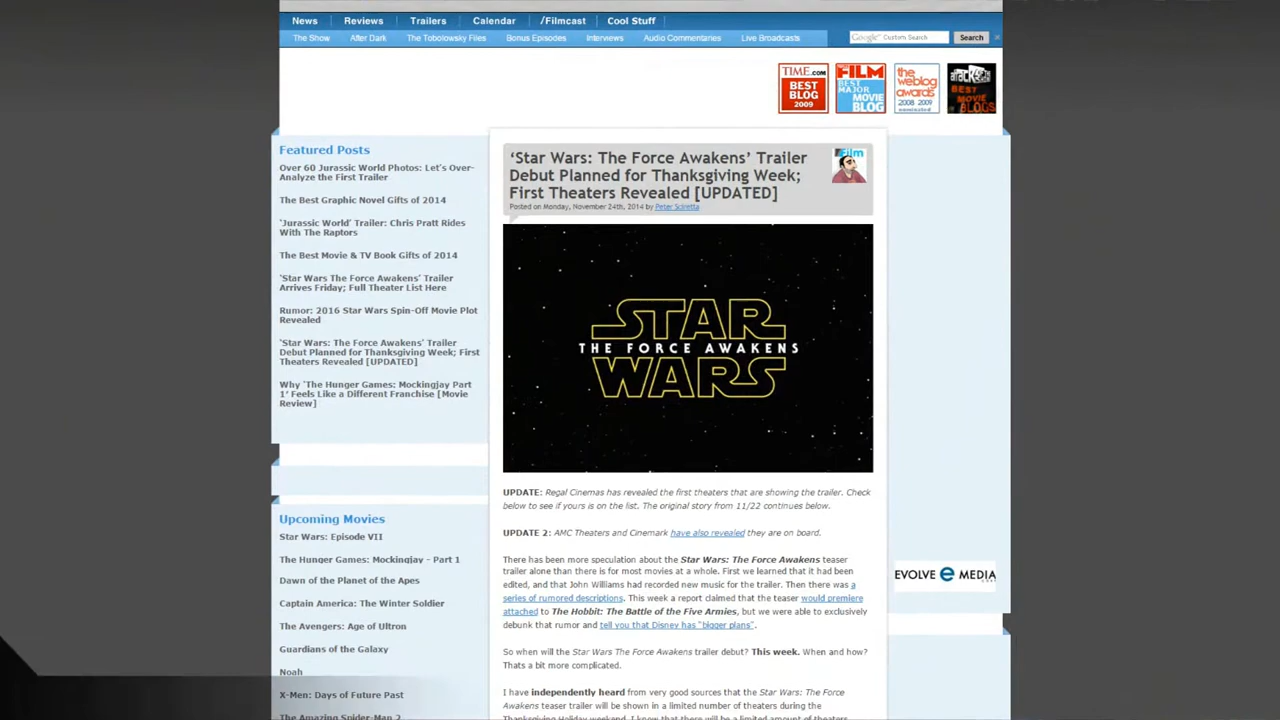 News Reviews Trailers Calendar /Filmcast Cool Stuff
The Show After Dark The Tobolowsky Files Bonus Episodes Interviews Audio Commentaries Live Broadcasts
Google Custom Search Search ×
TIME.com
BEST
BLOG
2009
FILM
BEST
MAJOR
MOVIE
BLOG
the
weblog
awards
2008 2009
BEST
MOVIE
BLOGS
Featured Posts
Over 60 Jurassic World Photos: Let's Over-
Analyze the First Trailer
The Best Graphic Novel Gifts of 2014
'Jurassic World' Trailer: Chris Pratt Rides
With The Raptors
The Best Movie & TV Book Gifts of 2014
'Star Wars The Force Awakens' Trailer
Arrives Friday; Full Theater List Here
Rumor: 2016 Star Wars Spin-Off Movie Plot
Revealed
'Star Wars: The Force Awakens' Trailer
Debut Planned for Thanksgiving Week; First
Theaters Revealed [UPDATED]
Why 'The Hunger Games: Mockingjay Part
1' Feels Like a Different Franchise [Movie
Review]
Upcoming Movies
Star Wars: Episode VII
The Hunger Games: Mockingjay – Part 1
Dawn of the Planet of the Apes
Captain America: The Winter Soldier
The Avengers: Age of Ultron
Guardians of the Galaxy
Noah
X-Men: Days of Future Past
The Amazing Spider-Man 2
'Star Wars: The Force Awakens' Trailer
Debut Planned for Thanksgiving Week;
First Theaters Revealed [UPDATED]
Posted on Monday, November 24th, 2014 by Peter Sciretta
Film
STAR
THE FORCE AWAKENS
WARS
UPDATE: Regal Cinemas has revealed the first theaters that are showing the trailer. Check
below to see if yours is on the list. The original story from 11/22 continues below.
UPDATE 2: AMC Theaters and Cinemark have also revealed they are on board.
There has been more speculation about the Star Wars: The Force Awakens teaser
trailer alone than there is for most movies at a whole. First we learned that it had been
edited, and that John Williams had recorded new music for the trailer. Then there was a
series of rumored descriptions. This week a report claimed that the teaser would premiere
attached to The Hobbit: The Battle of the Five Armies, but we were able to exclusively
debunk that rumor and tell you that Disney has "bigger plans".
So when will the Star Wars The Force Awakens trailer debut? This week. When and how?
Thats a bit more complicated.
I have independently heard from very good sources that the Star Wars: The Force
Awakens teaser trailer will be shown in a limited number of theaters during the
Thanksgiving Holiday weekend. I know that there will be a limited amount of theaters
EVOLVE e MEDIA